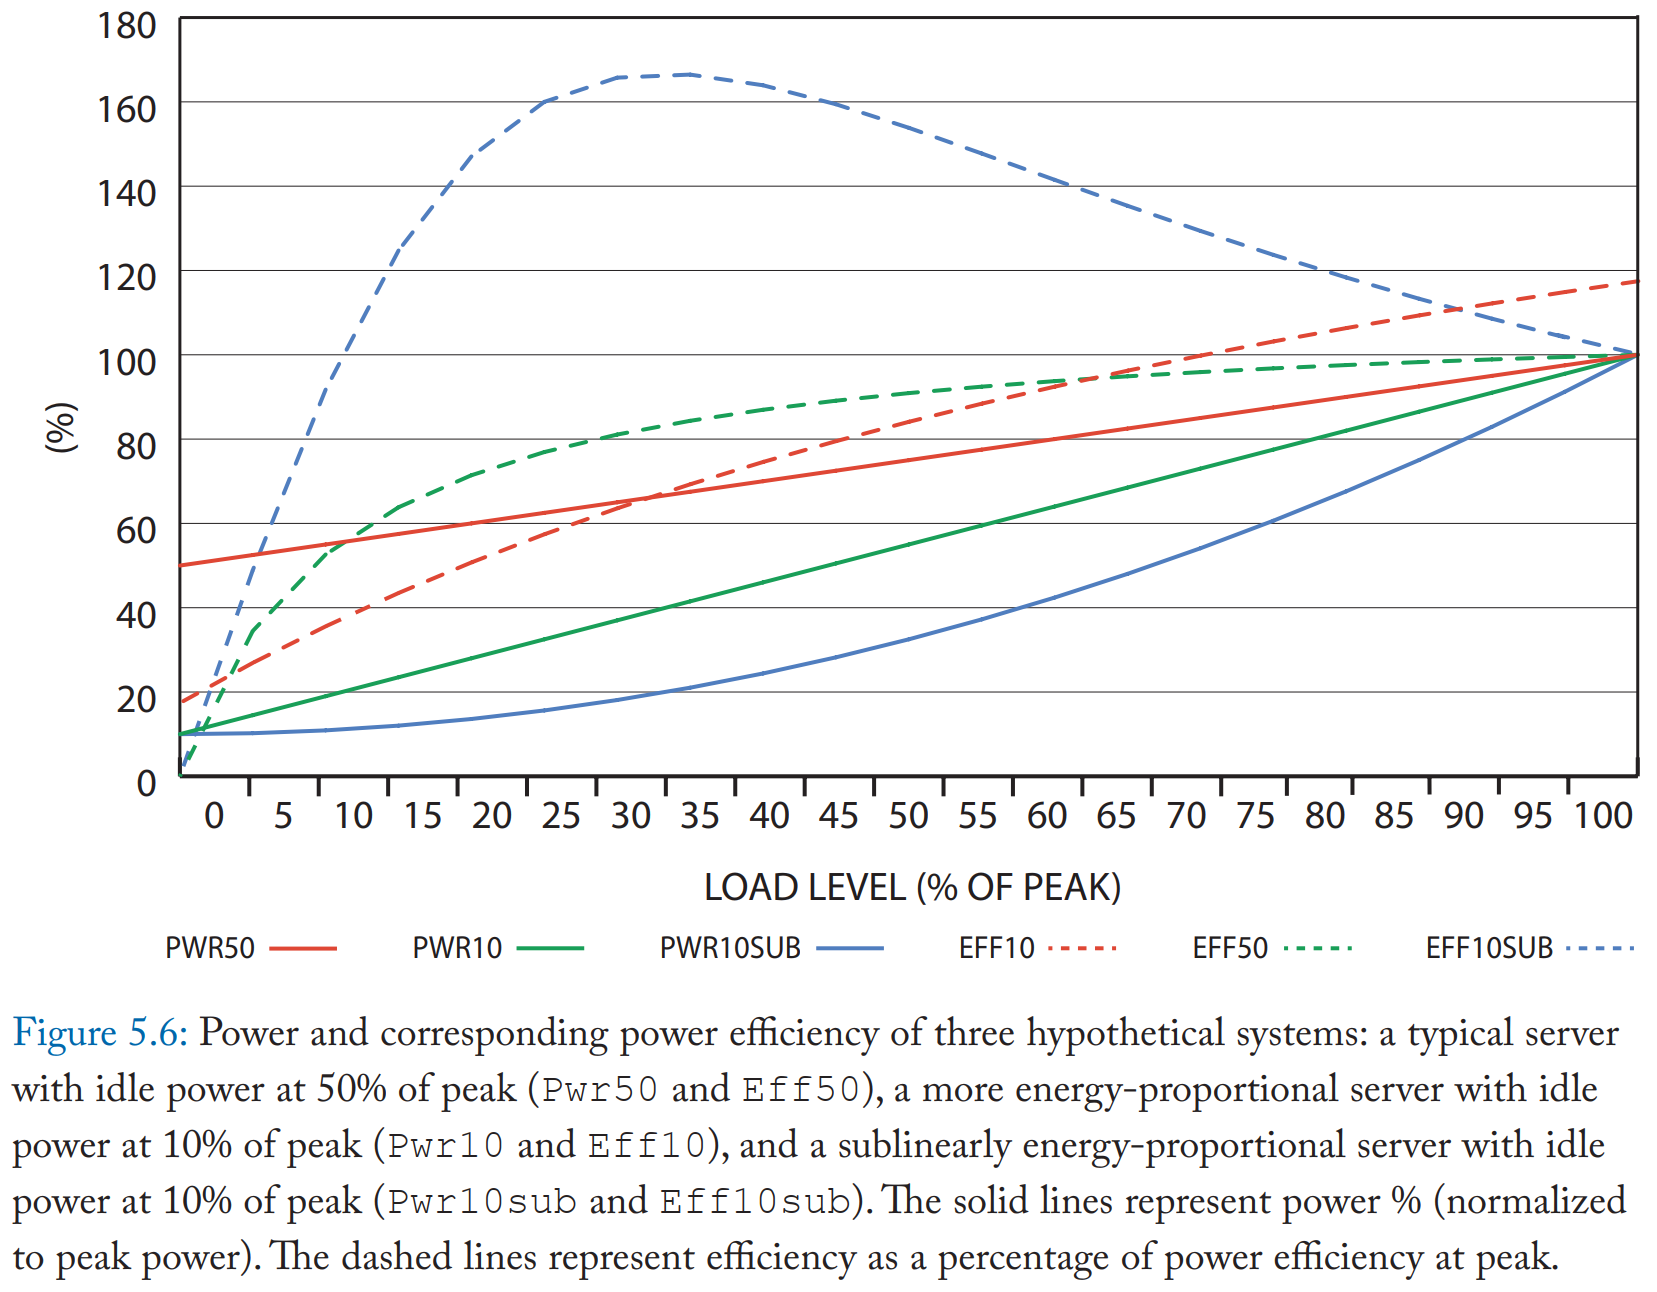 180
160
140
120
100
80
60
40
20
0
(%)
0 5 10 15 20 25 30 35 40 45 50 55 60 65 70 75 80 85 90 95 100
LOAD LEVEL (% OF PEAK)
PWR50 PWR10 PWR10SUB EFF10 EFF50 EFF10SUB
Figure 5.6: Power and corresponding power efficiency of three hypothetical systems: a typical server
with idle power at 50% of peak (Pwr50 and Eff50), a more energy-proportional server with idle
power at 10% of peak (Pwr10 and Eff10), and a sublinearly energy-proportional server with idle
power at 10% of peak (Pwr10sub and Eff10sub). The solid lines represent power % (normalized
to peak power). The dashed lines represent efficiency as a percentage of power efficiency at peak.